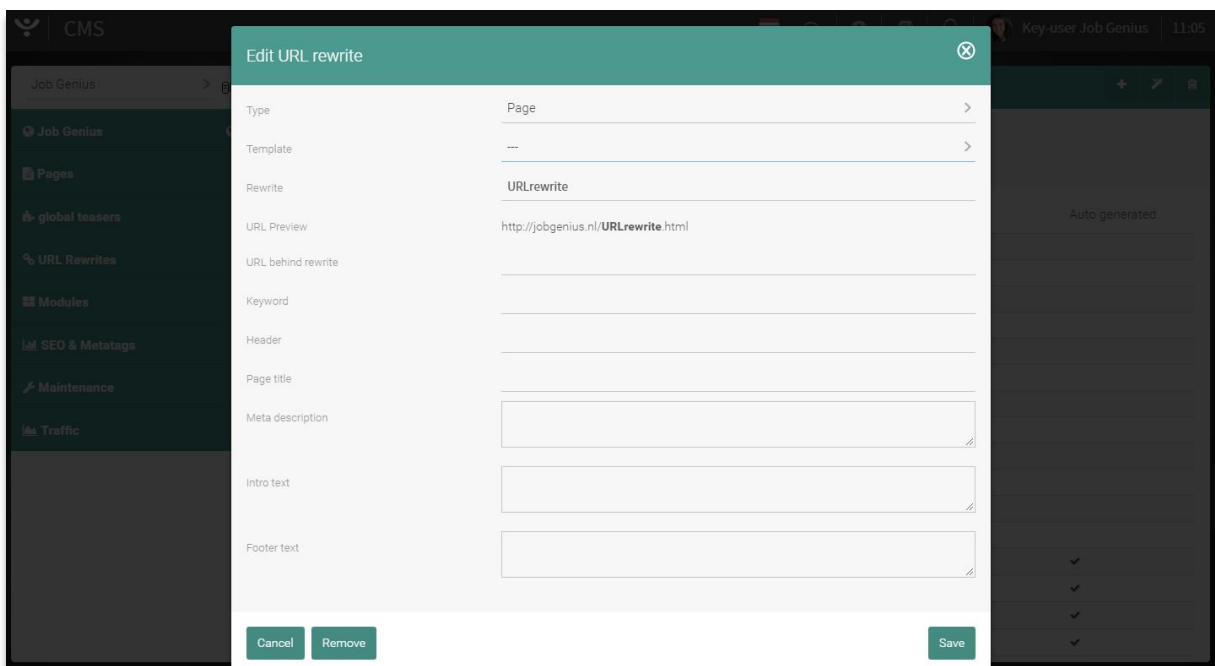 CMS
Key-user Job Genius
11:05
Job Genius
Job Genius
Pages
global teasers
URL Rewrites
Modules
SEO & Metatags
Maintenance
Traffic
Auto generated
Edit URL rewrite
Type Page
Template ---
Rewrite URLrewrite
URL Preview http://jobgenius.nl/URLrewrite.html
URL behind rewrite
Keyword
Header
Page title
Meta description
Intro text
Footer text
Cancel Remove Save